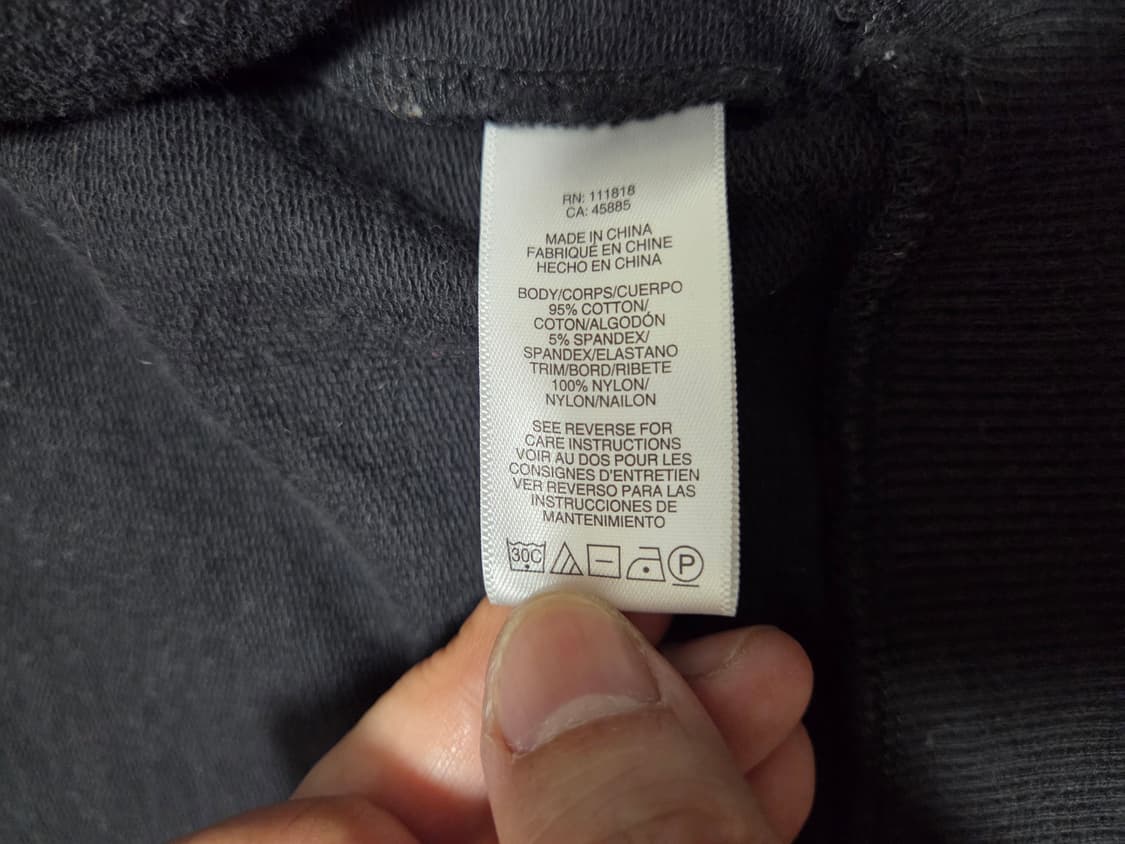 RN: 111818
CA: 45885
MADE IN CHINA
FABRIQUÉ EN CHINE
HECHO EN CHINA
BODY/CORPS/CUERPO
95% COTTON/
COTON/ALGODÓN
5% SPANDEX/
SPANDEX/ELASTANO
TRIM/BORD/RIBETE
100% NYLON/
NYLON/NAILON
SEE REVERSE FOR
CARE INSTRUCTIONS
VOIR AU DOS POUR LES
CONSIGNES D'ENTRETIEN
VER REVERSO PARA LAS
INSTRUCCIONES DE
MANTENIMIENTO
30C P